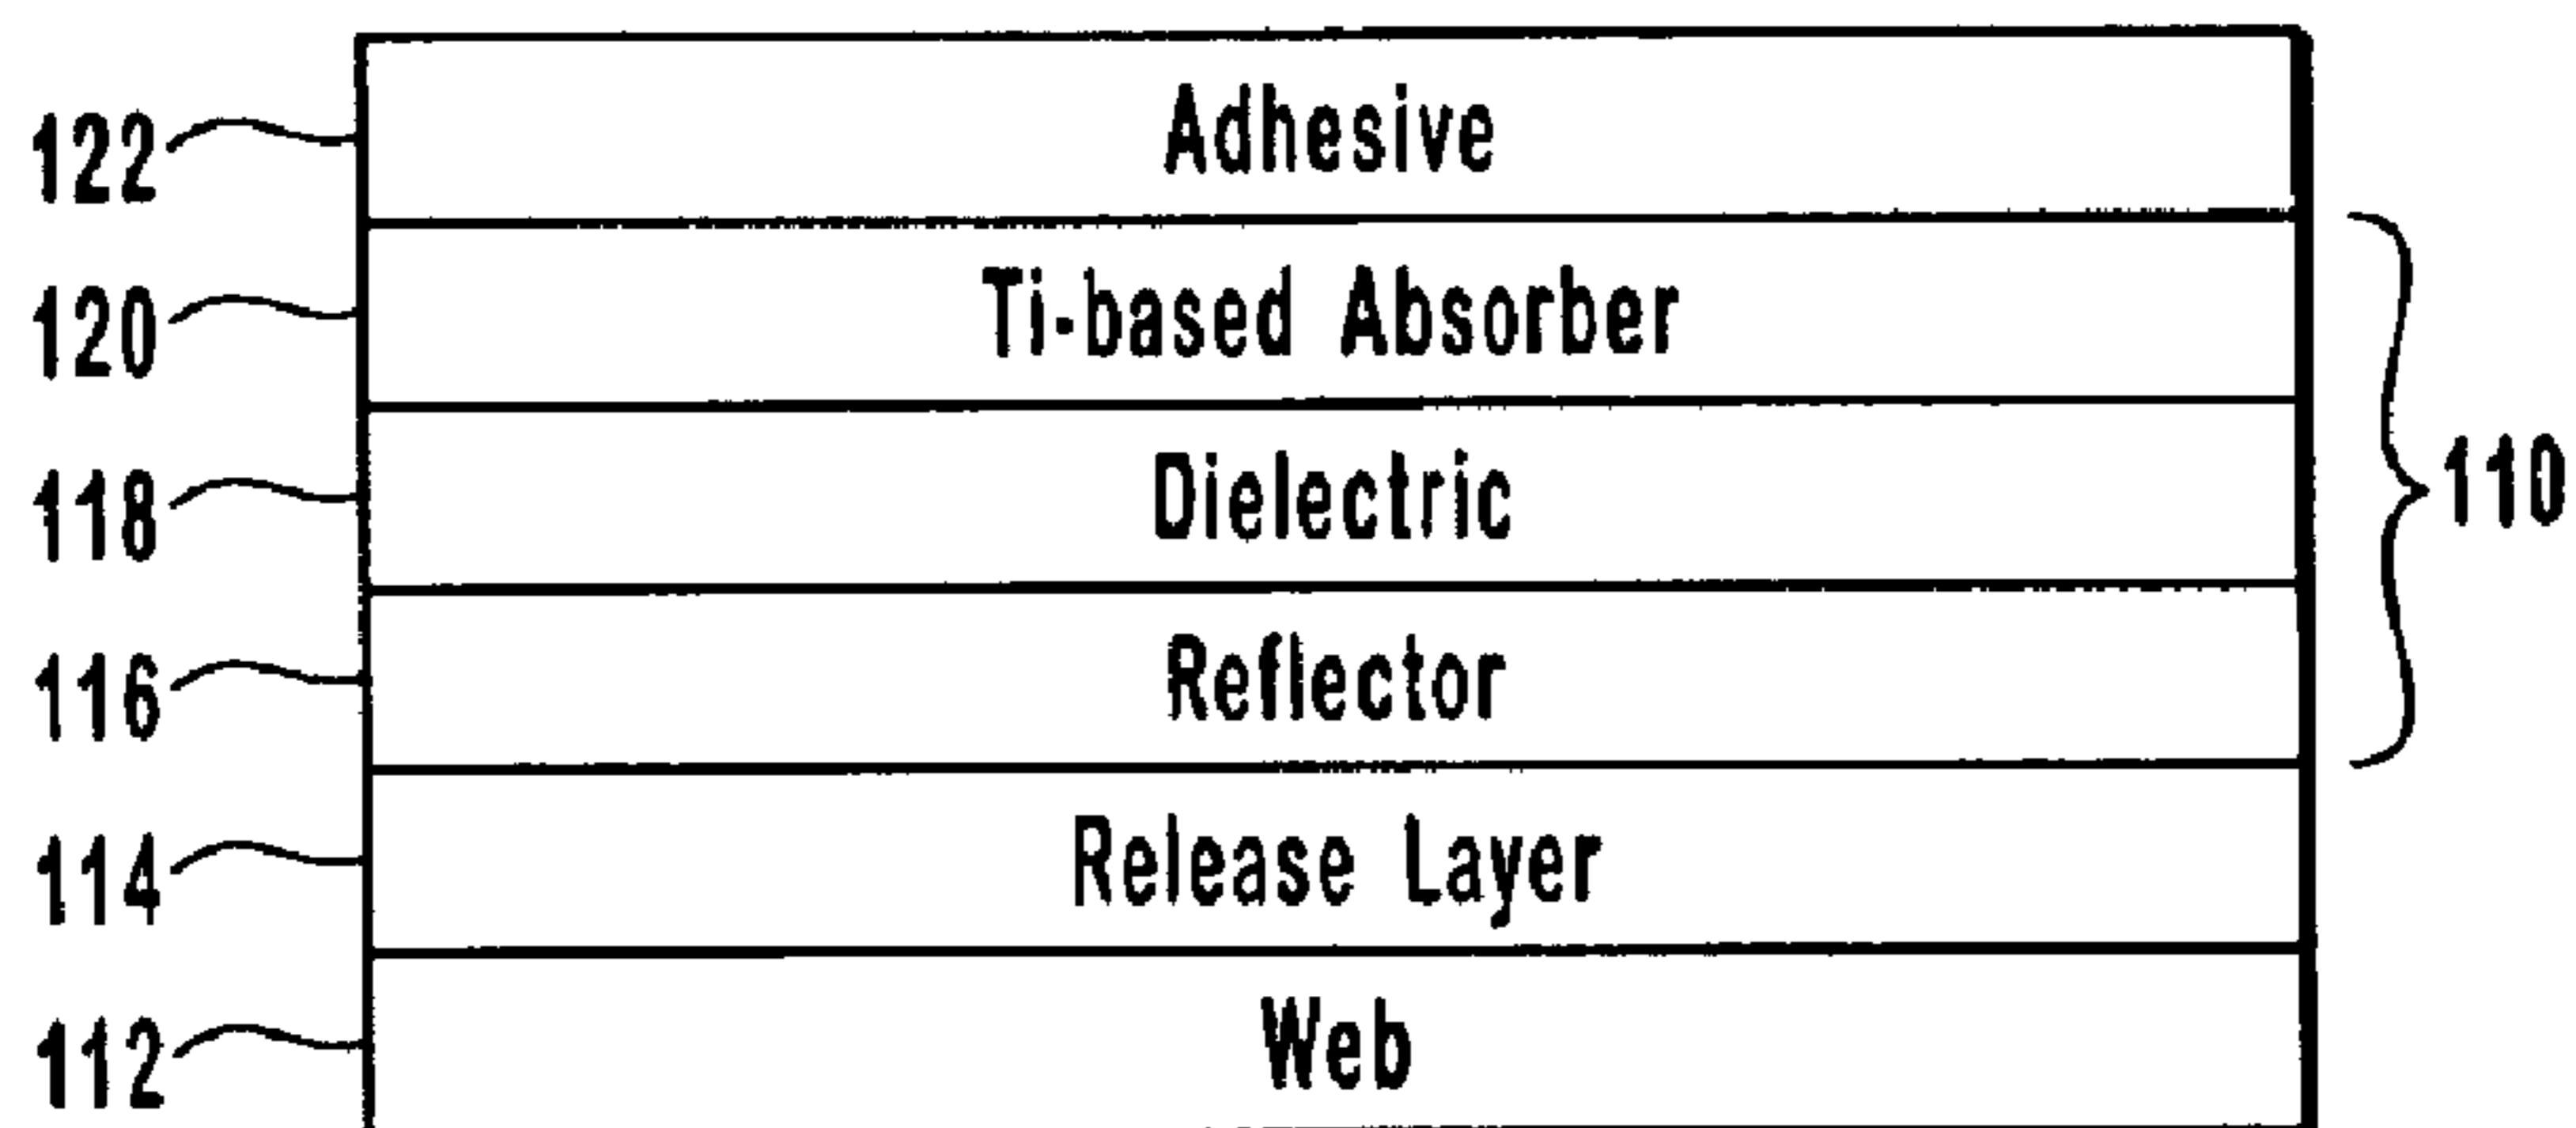 122 Adhesive
120 Ti-based Absorber
118 Dielectric
110
116 Reflector
114 Release Layer
112 Web